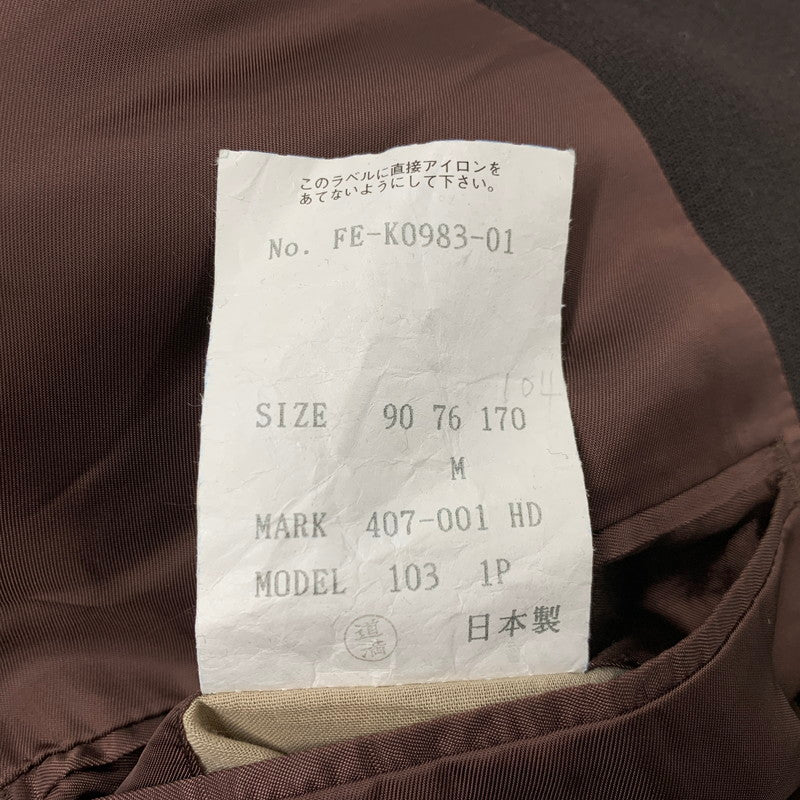 このラベルに直接アイロンを
あてないようにして下さい。
No. FE-K0983-01
104
SIZE 90 76 170
M
MARK 407-001 HD
MODEL 103 1P
日本製